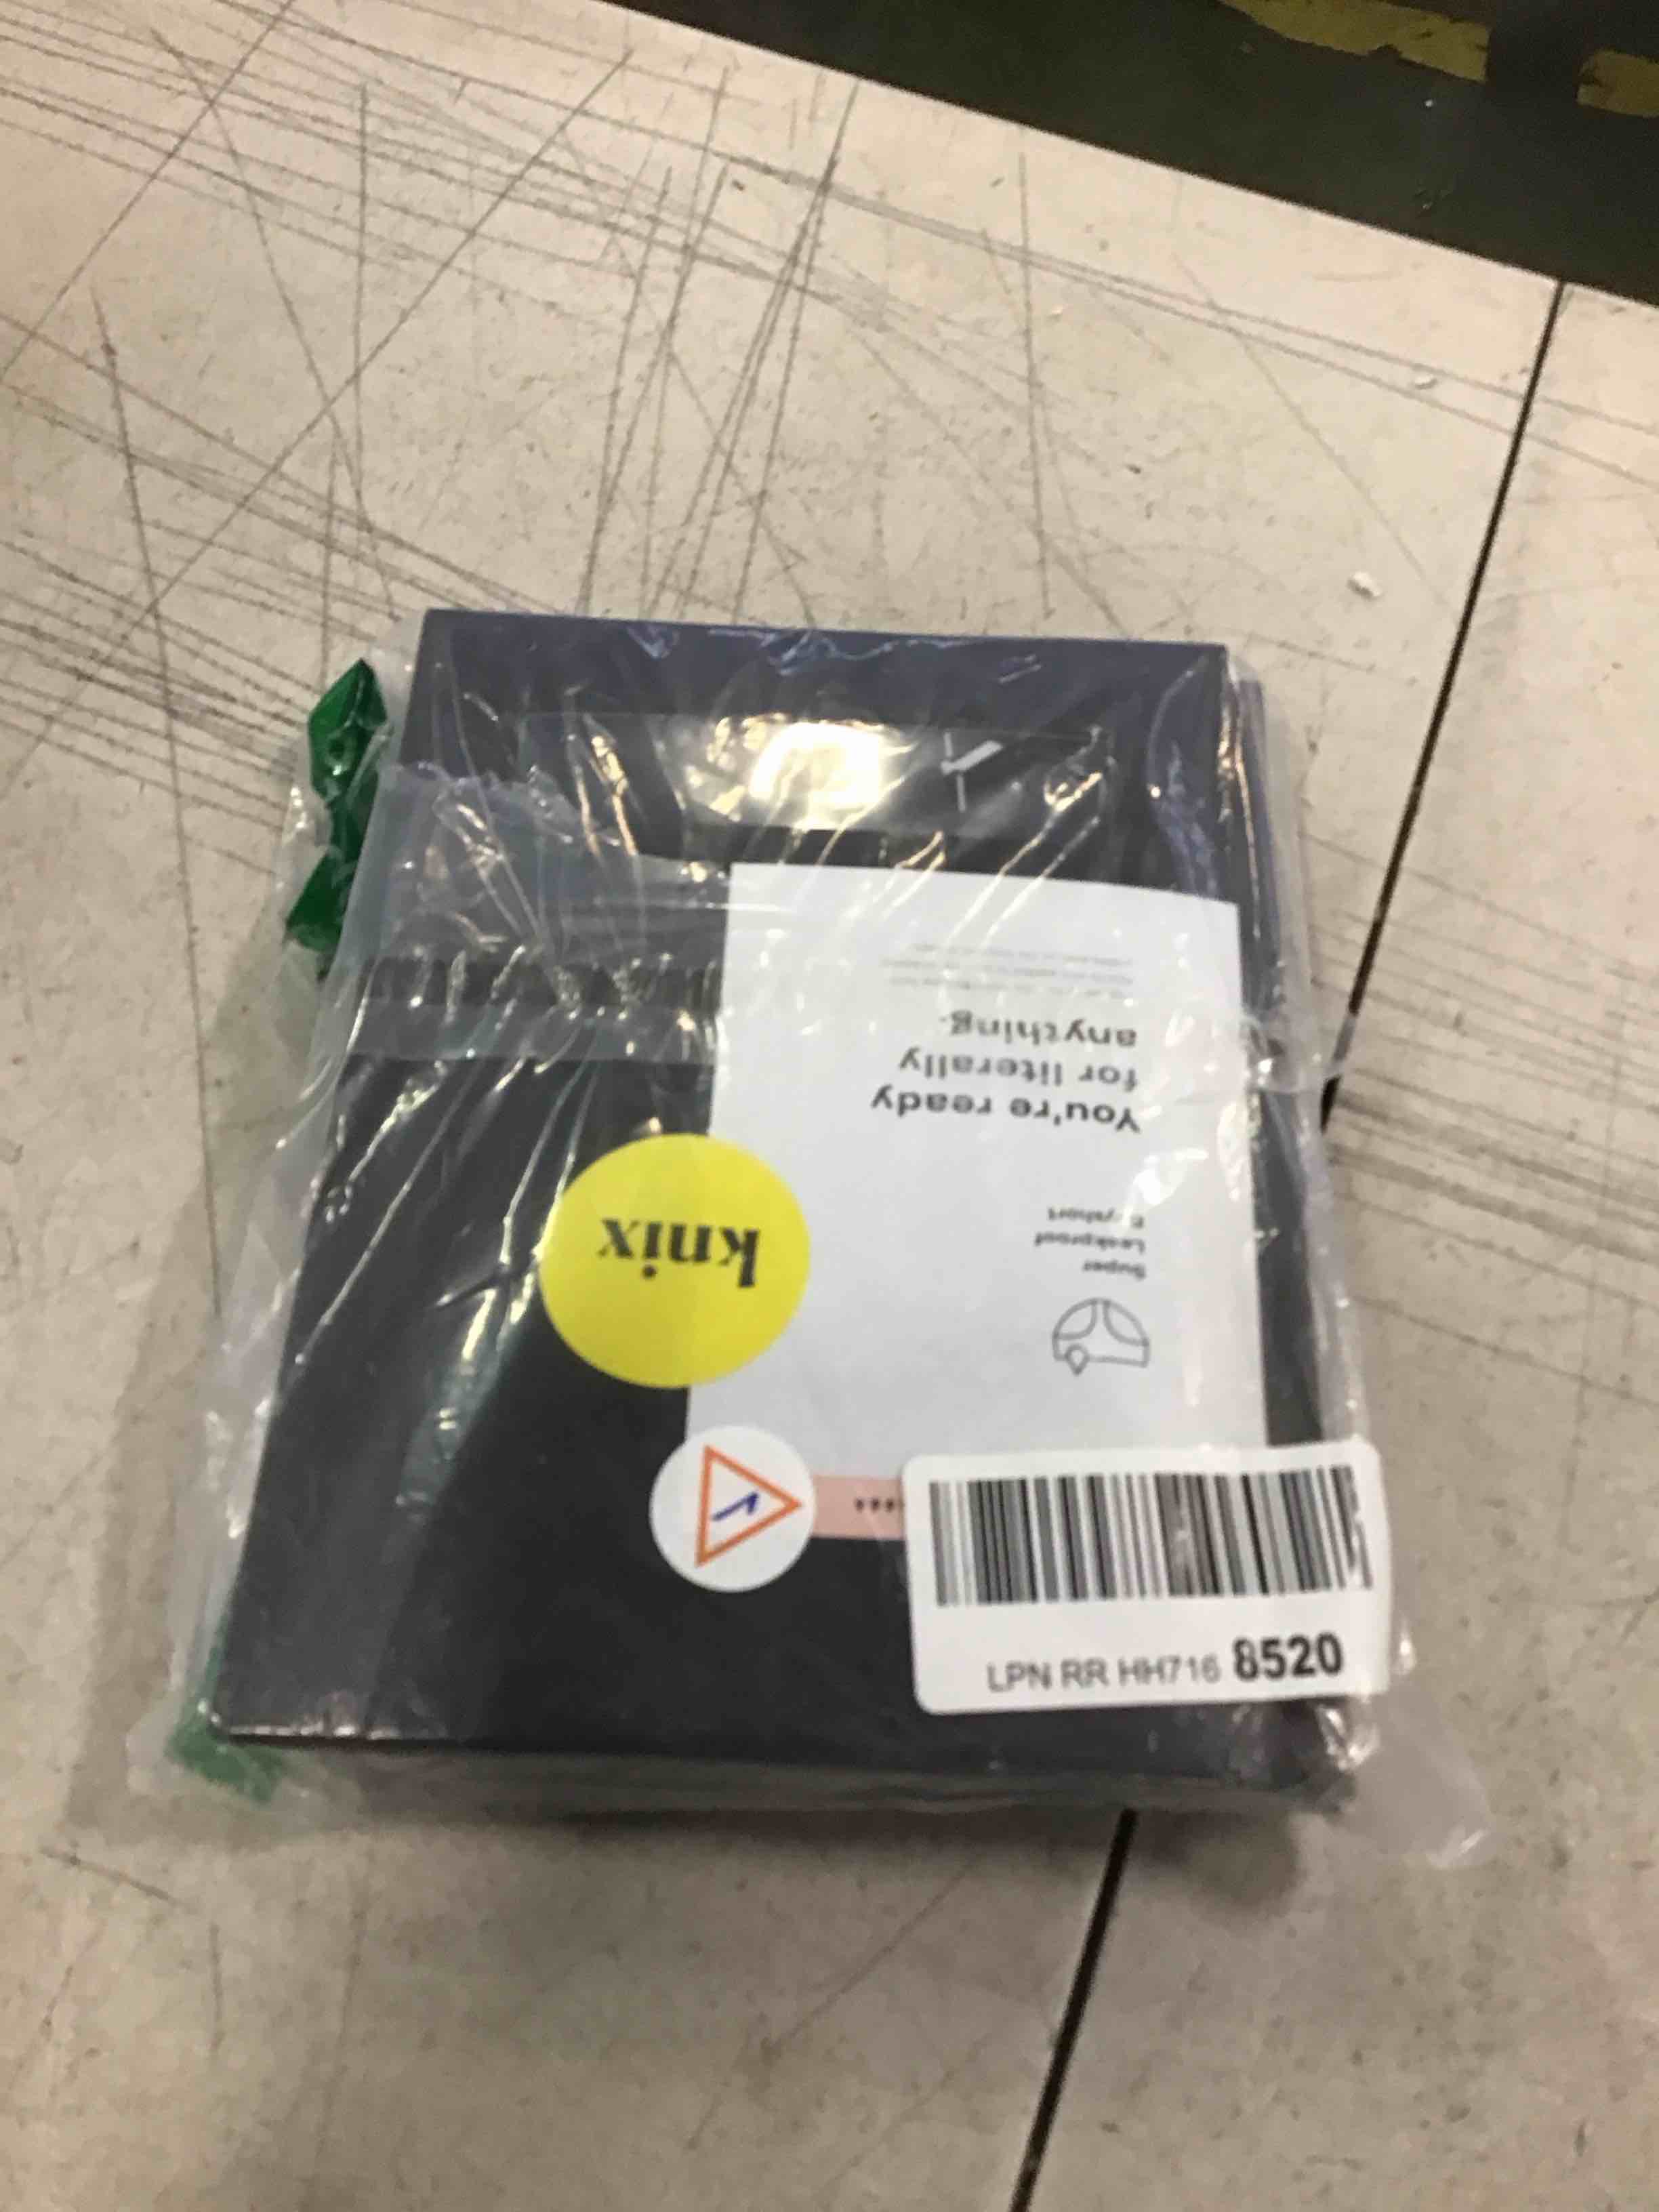 knix
Super
Leakproof
Boyshort
You're ready
for literally
anything.
LPN RR HH716 8520